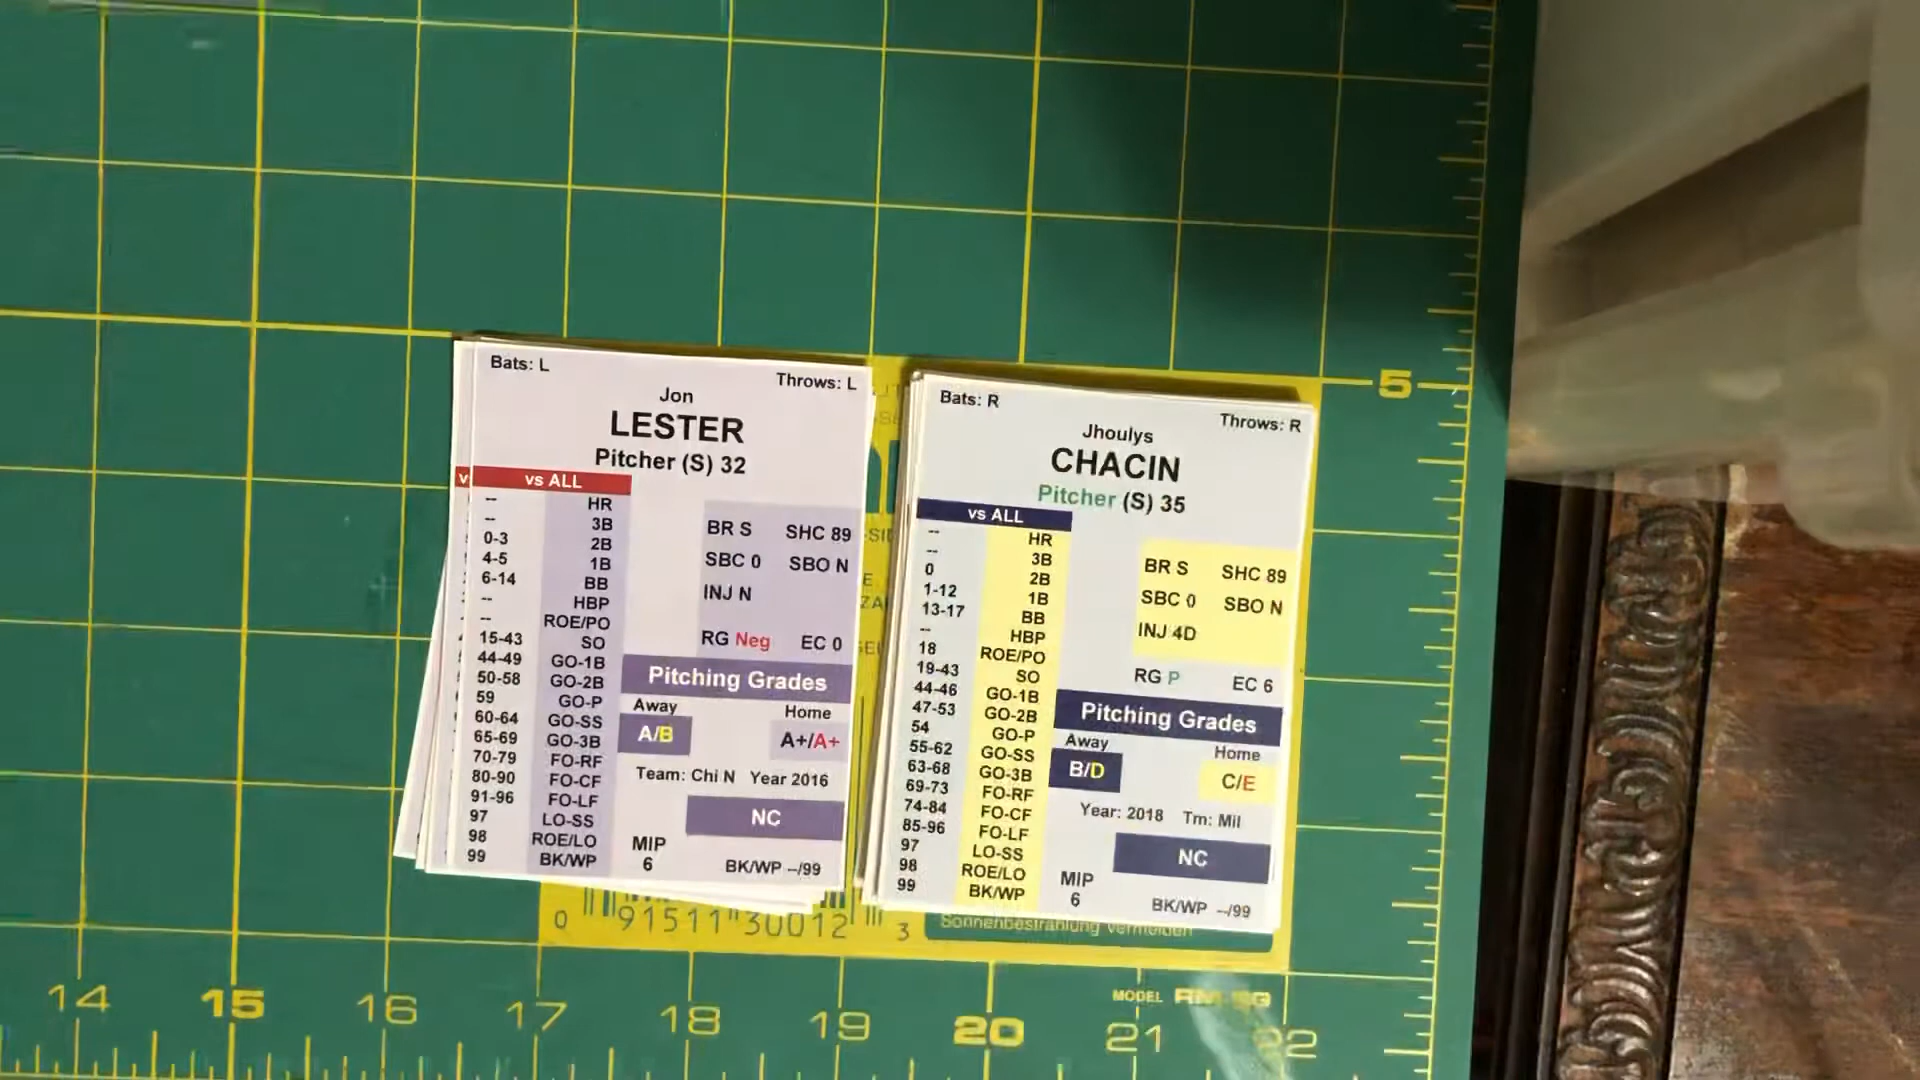 Bats: L
Throws: L
Jon
LESTER
Pitcher (S) 32
vs ALL
-- HR
-- 3B
0-3 2B
4-5 1B
6-14 BB
-- HBP
-- ROE/PO
15-43 SO
44-49 GO-1B
50-58 GO-2B
59 GO-P
60-64 GO-SS
65-69 GO-3B
70-79 FO-RF
80-90 FO-CF
91-96 FO-LF
97 LO-SS
98 ROE/LO
99 BK/WP
BR S SHC 89
SBC 0 SBO N
INJ N
RG Neg EC 0
Pitching Grades
Away Home
A/B A+/A+
Team: Chi N Year 2016
NC
MIP
6
BK/WP --/99
Bats: R
Throws: R
Jhoulys
CHACIN
Pitcher (S) 35
vs ALL
-- HR
-- 3B
0 2B
1-12 1B
13-17 BB
-- HBP
18 ROE/PO
19-43 SO
44-46 GO-1B
47-53 GO-2B
54 GO-P
55-62 GO-SS
63-68 GO-3B
69-73 FO-RF
74-84 FO-CF
85-96 FO-LF
97 LO-SS
98 ROE/LO
99 BK/WP
BR S SHC 89
SBC 0 SBO N
INJ 4D
RG P EC 6
Pitching Grades
Away Home
B/D C/E
Year: 2018 Tm: Mil
NC
MIP
6
BK/WP --/99
5
0 91511 30012 3
Sonnenbestrahlung vermeiden
MODEL
14 15 16 17 18 19 20 21 22